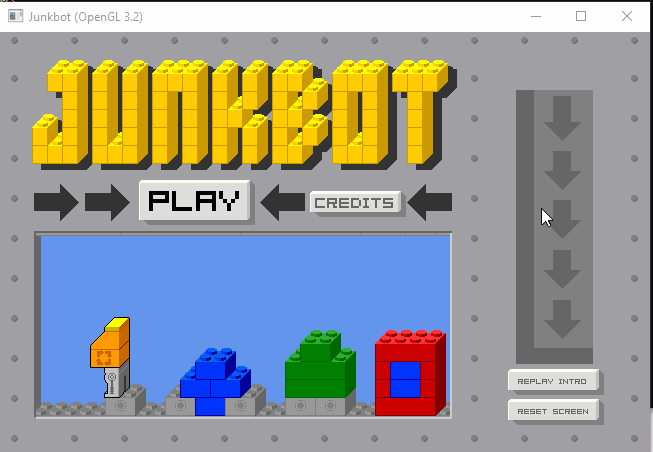 Junkbot (OpenGL 3.2)
JUNKBOT
PLAY
CREDITS
REPLAY INTRO
RESET SCREEN